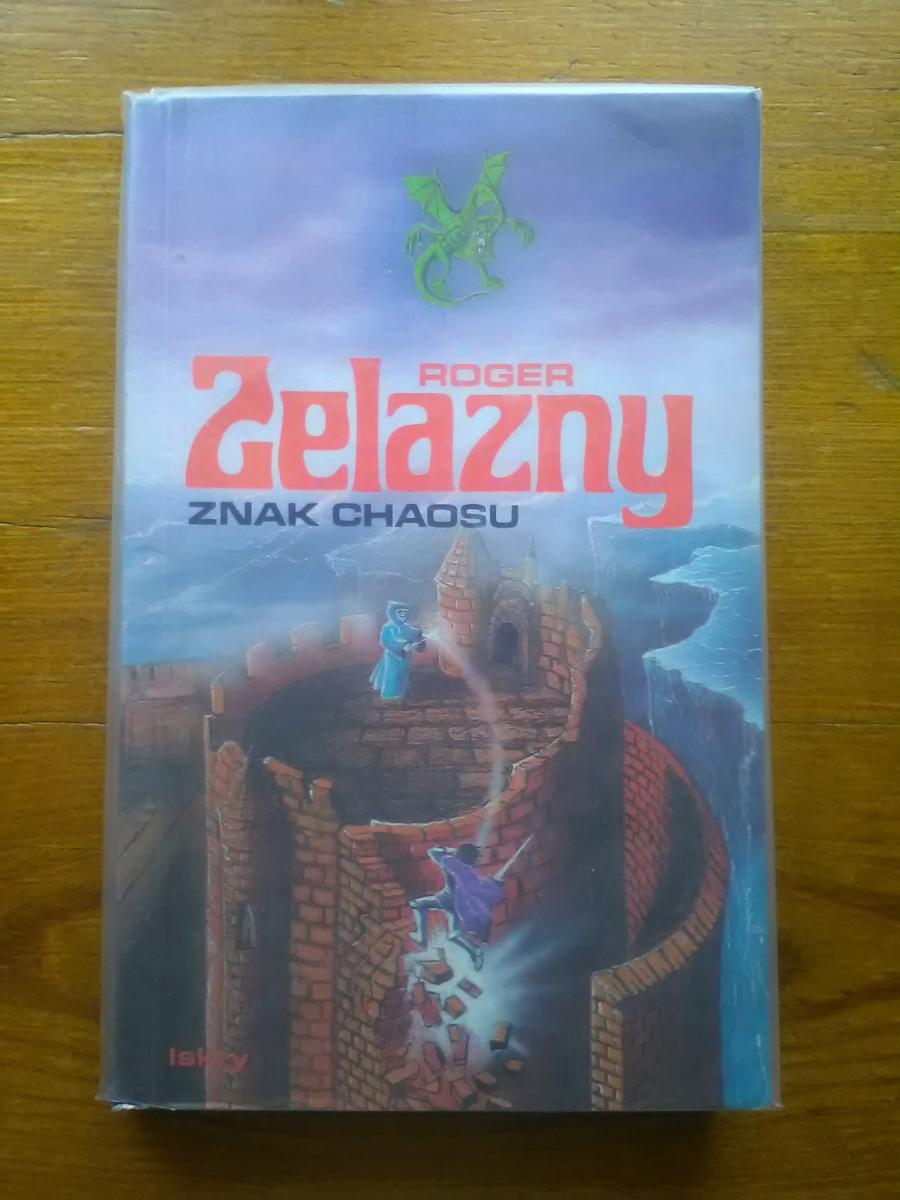 ROGER
Zelazny
ZNAK CHAOSU
Iskry